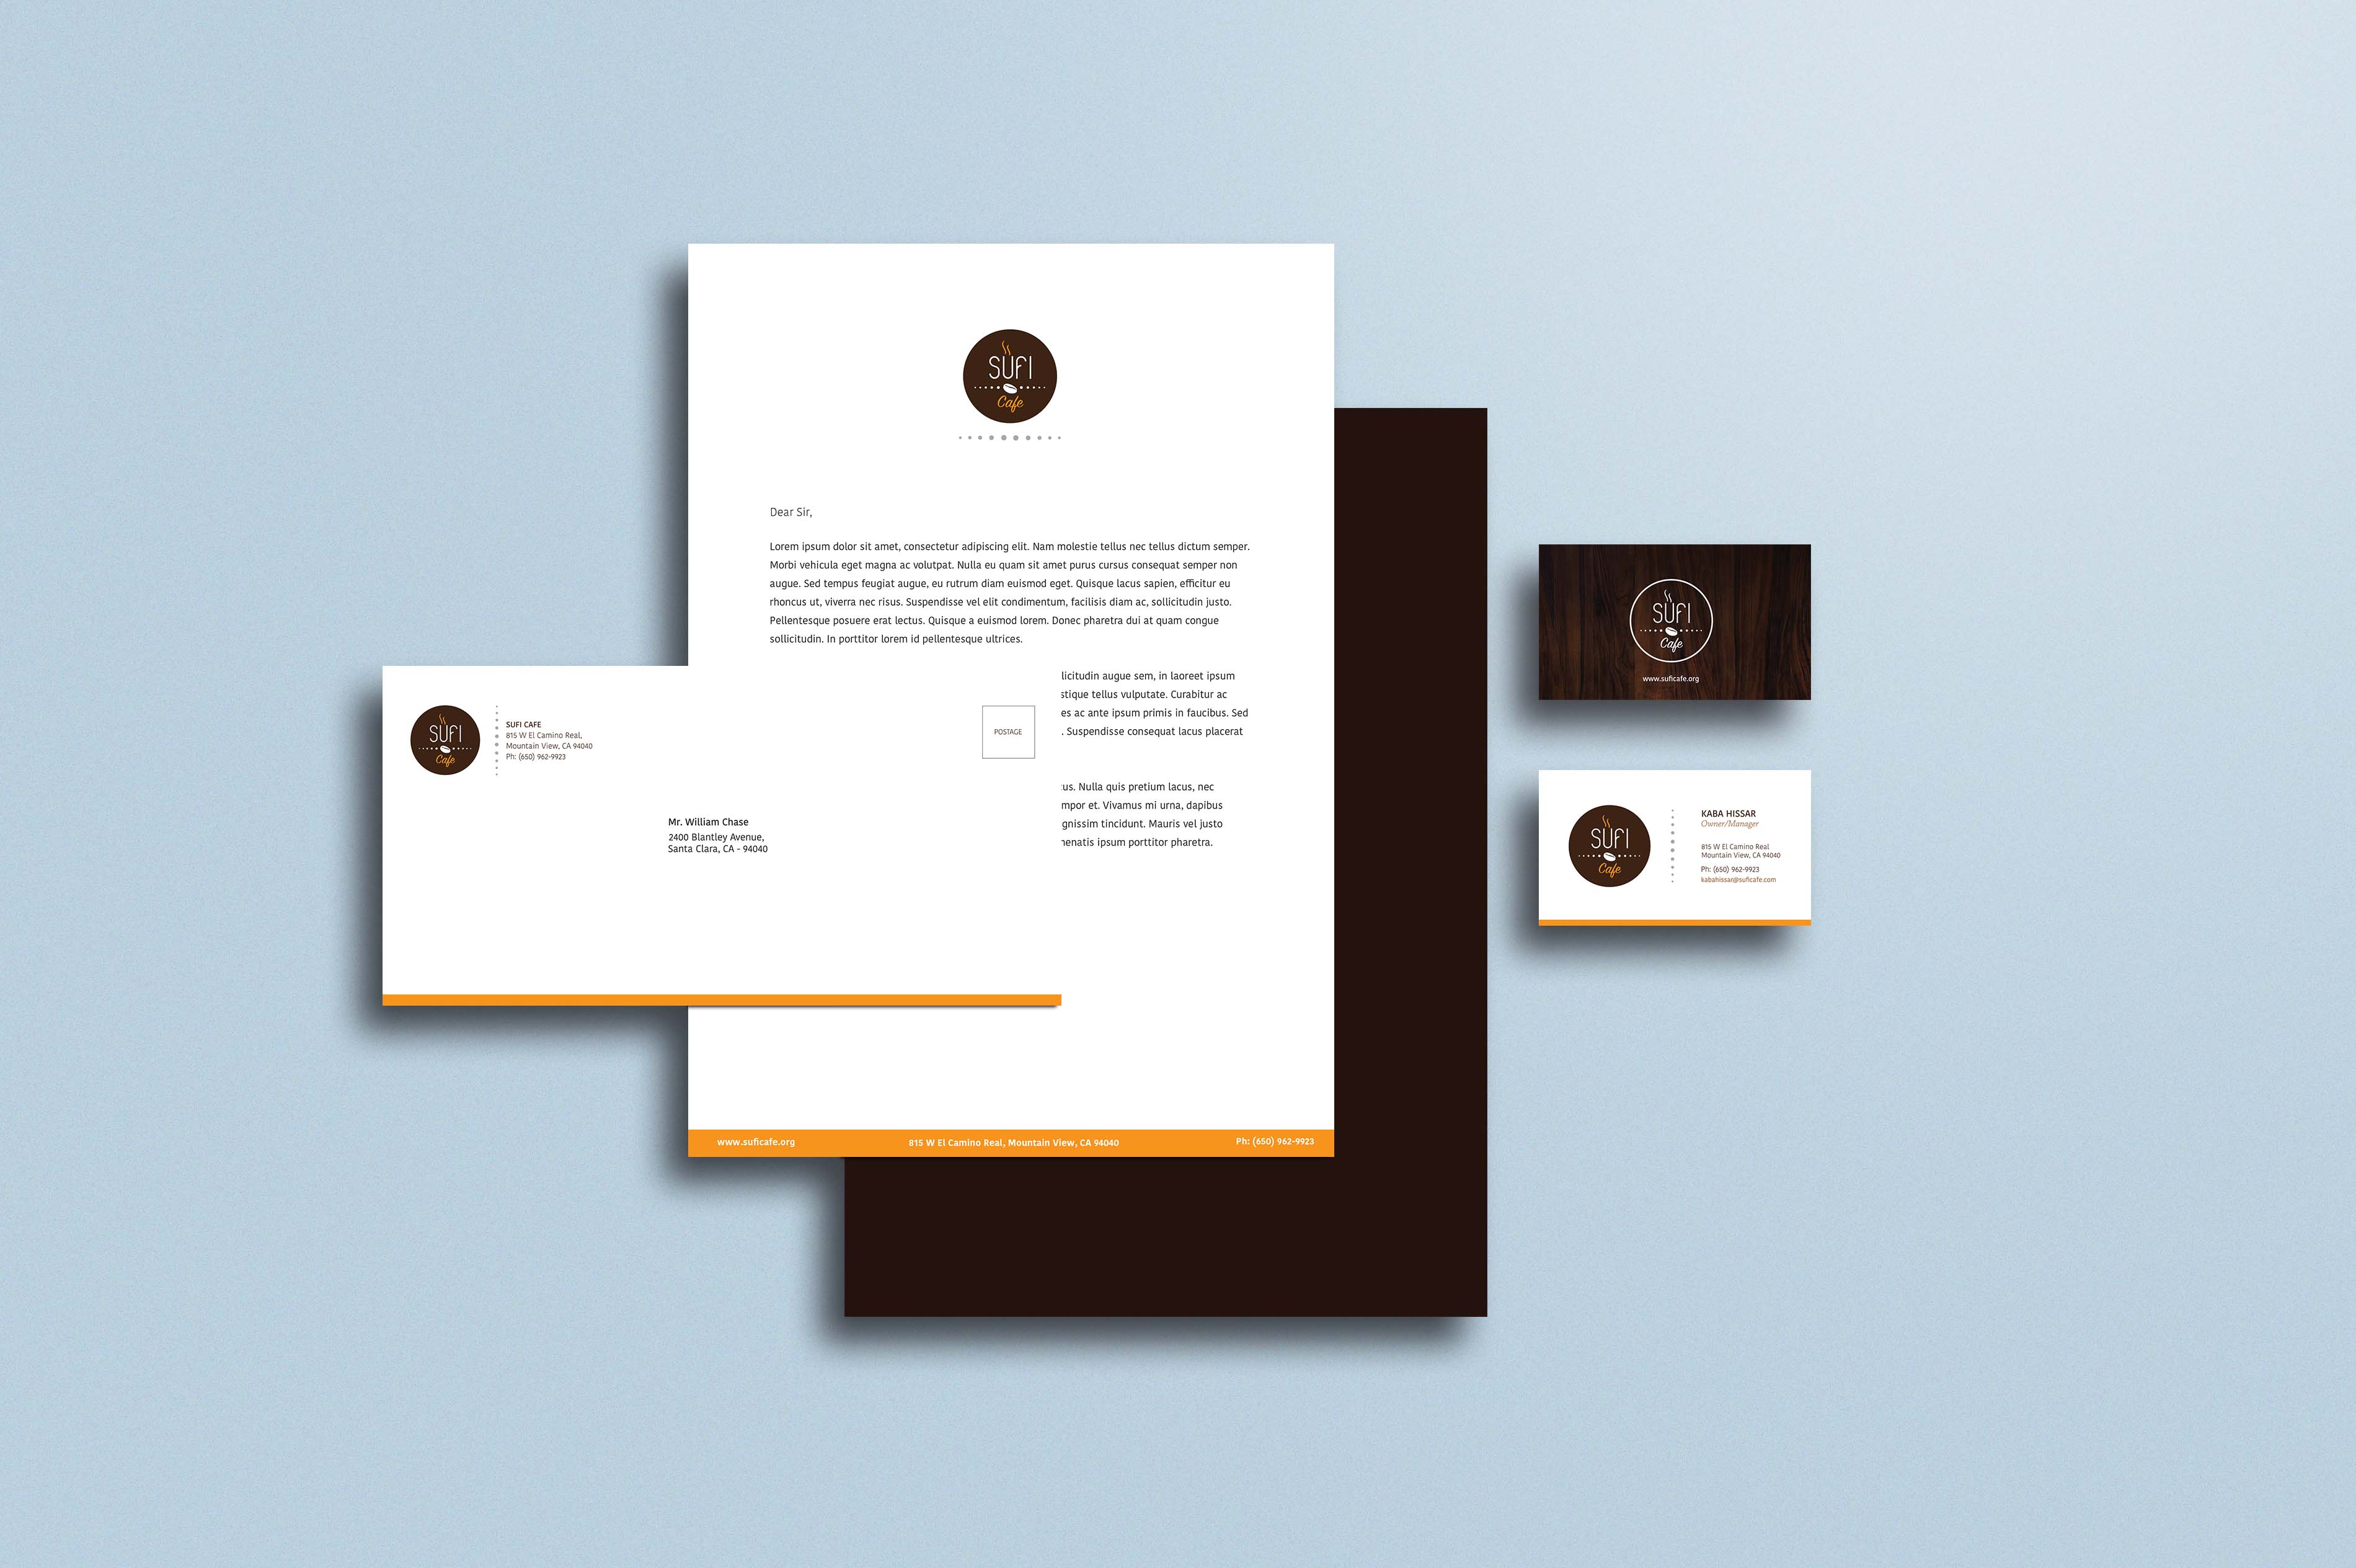 SUFI
Cafe
Dear Sir,
Lorem ipsum dolor sit amet, consectetur adipiscing elit. Nam molestie tellus nec tellus dictum semper.
Morbi vehicula eget magna ac volutpat. Nulla eu quam sit amet purus cursus consequat semper non
augue. Sed tempus feugiat augue, eu rutrum diam euismod eget. Quisque lacus sapien, efficitur eu
rhoncus ut, viverra nec risus. Suspendisse vel elit condimentum, facilisis diam ac, sollicitudin justo.
Pellentesque posuere erat lectus. Quisque a euismod lorem. Donec pharetra dui at quam congue
sollicitudin. In porttitor lorem id pellentesque ultrices.
licitudin augue sem, in laoreet ipsum
stique tellus vulputate. Curabitur ac
es ac ante ipsum primis in faucibus. Sed
. Suspendisse consequat lacus placerat
us. Nulla quis pretium lacus, nec
mpor et. Vivamus mi urna, dapibus
gnissim tincidunt. Mauris vel justo
enatis ipsum porttitor pharetra.
www.suficafe.org
815 W El Camino Real, Mountain View, CA 94040
Ph: (650) 962-9923
SUFI
Cafe
SUFI CAFE
815 W El Camino Real,
Mountain View, CA 94040
Ph: (650) 962-9923
POSTAGE
Mr. William Chase
2400 Blantley Avenue,
Santa Clara, CA - 94040
SUFI
Cafe
www.suficafe.org
SUFI
Cafe
KABA HISSAR
Owner/Manager
815 W El Camino Real
Mountain View, CA 94040
Ph: (650) 962-9923
kabahissar@suficafe.com